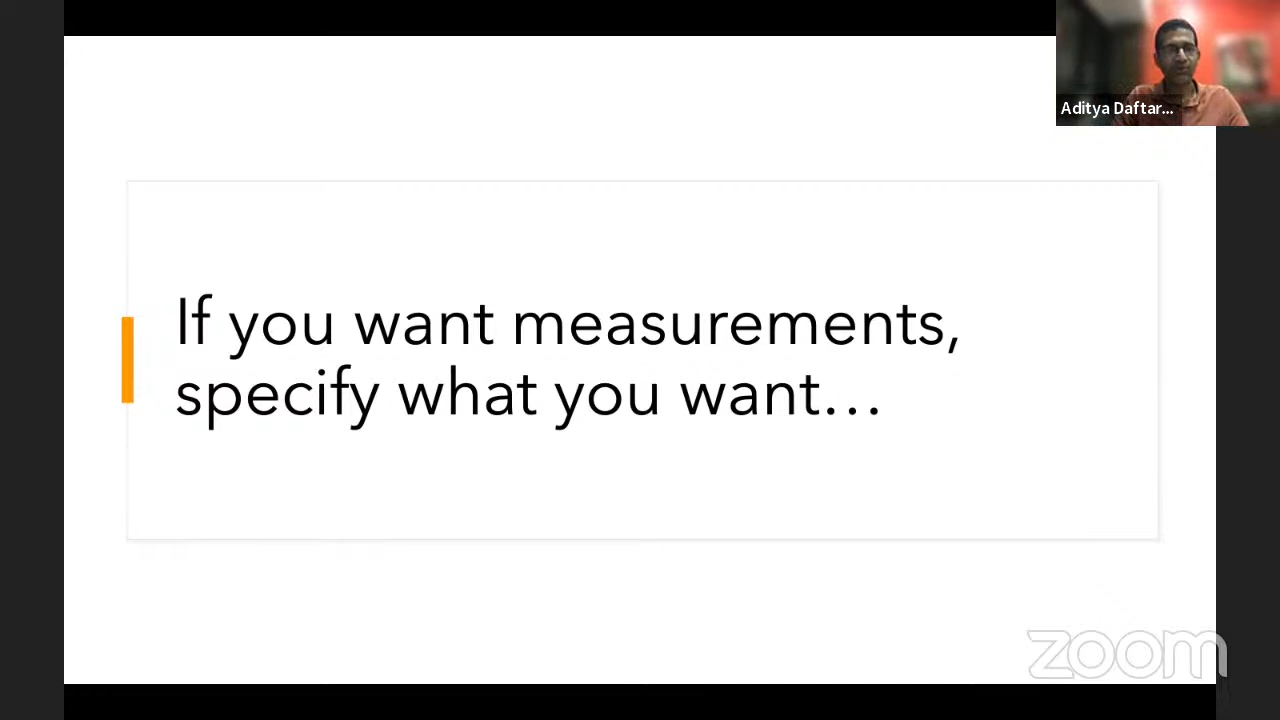 Aditya Daftar...
If you want measurements,
specify what you want…
zoom